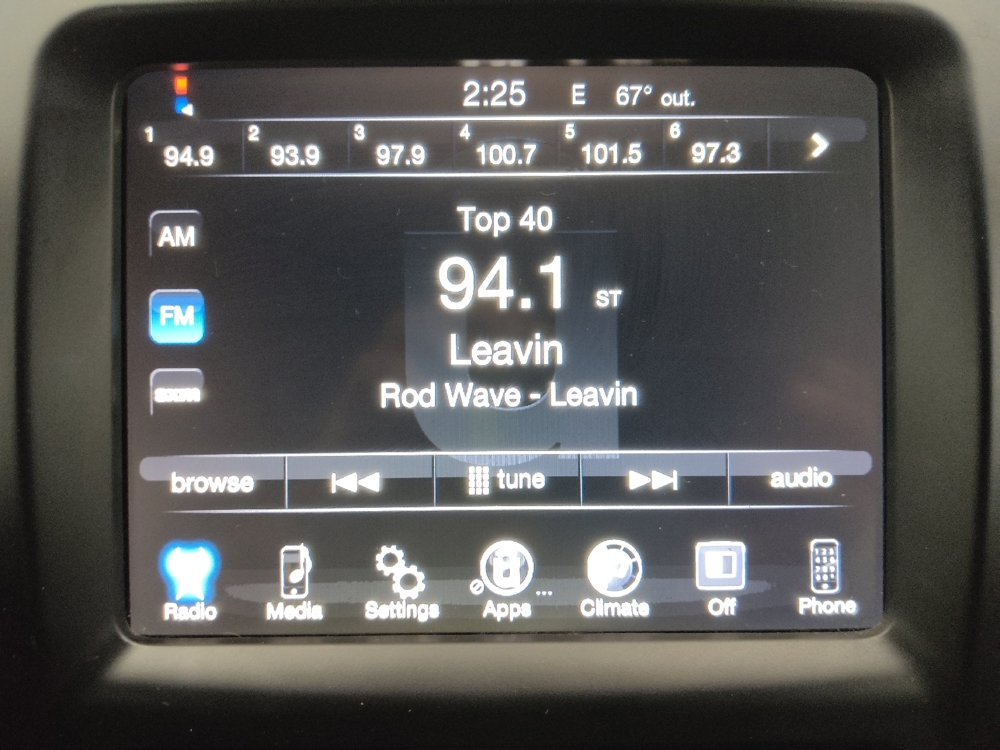 2:25 E 67° out.
1 94.9 2 93.9 3 97.9 4 100.7 5 101.5 6 97.3
Top 40
AM
94.1 ST
FM
Leavin
Rod Wave - Leavin
browse tune audio
Radio Media Settings Apps ... Climate Off Phone